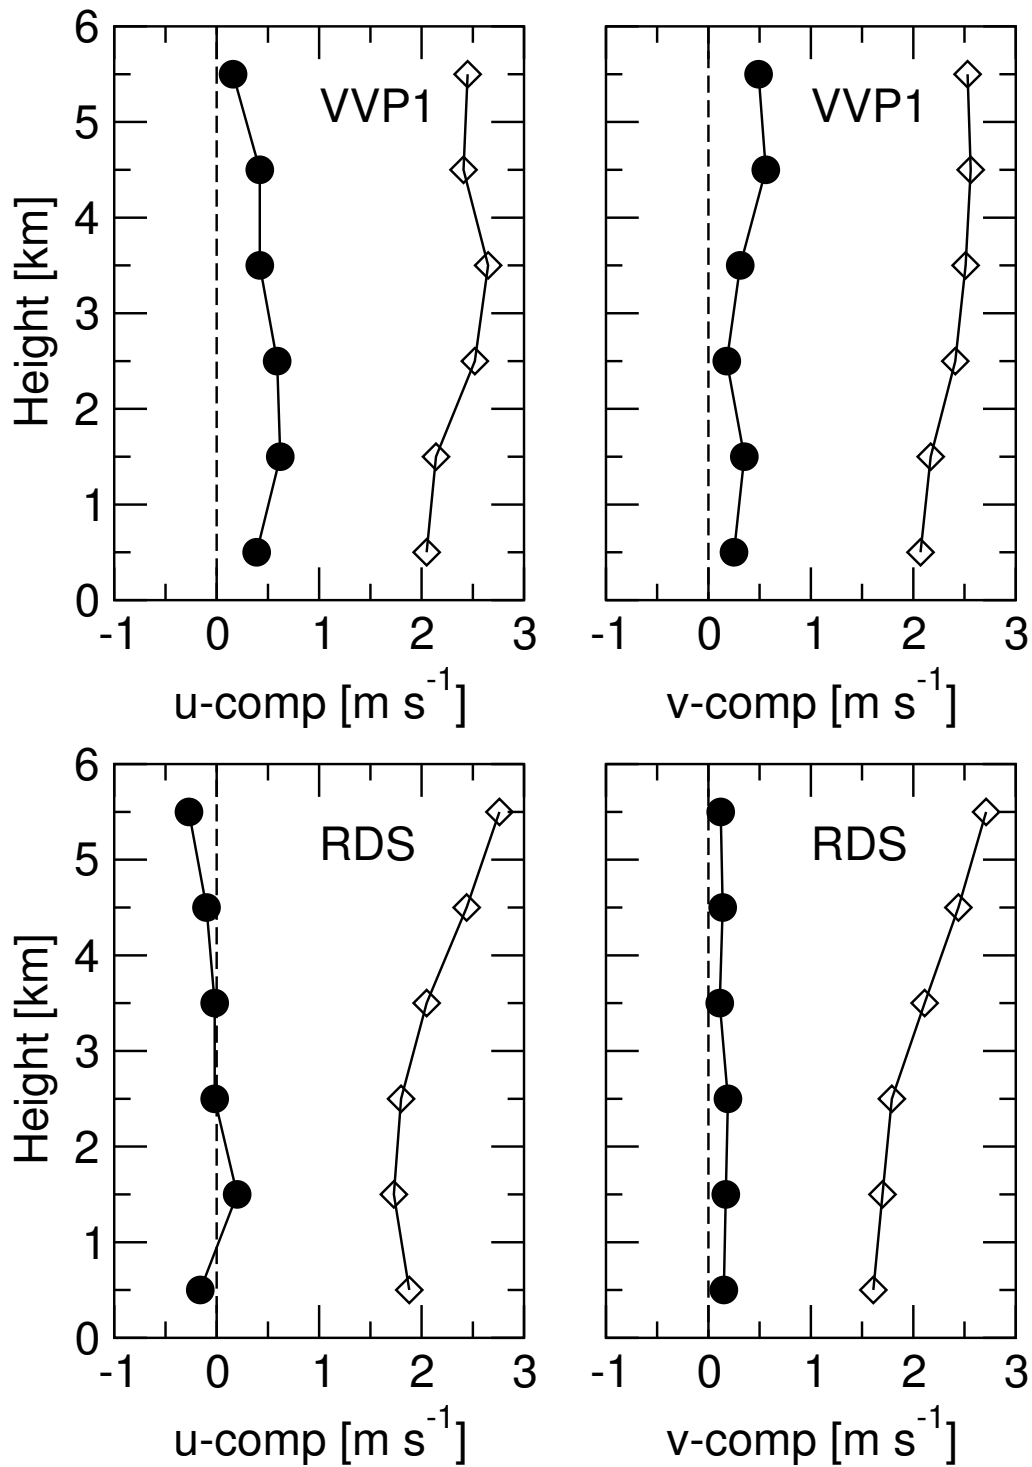 6
5
4
3
2
1
0
Height [km]
VVP1
-1 0 1 2 3
u-comp [m s⁻¹]
VVP1
-1 0 1 2 3
v-comp [m s⁻¹]
6
5
4
3
2
1
0
Height [km]
RDS
-1 0 1 2 3
u-comp [m s⁻¹]
RDS
-1 0 1 2 3
v-comp [m s⁻¹]